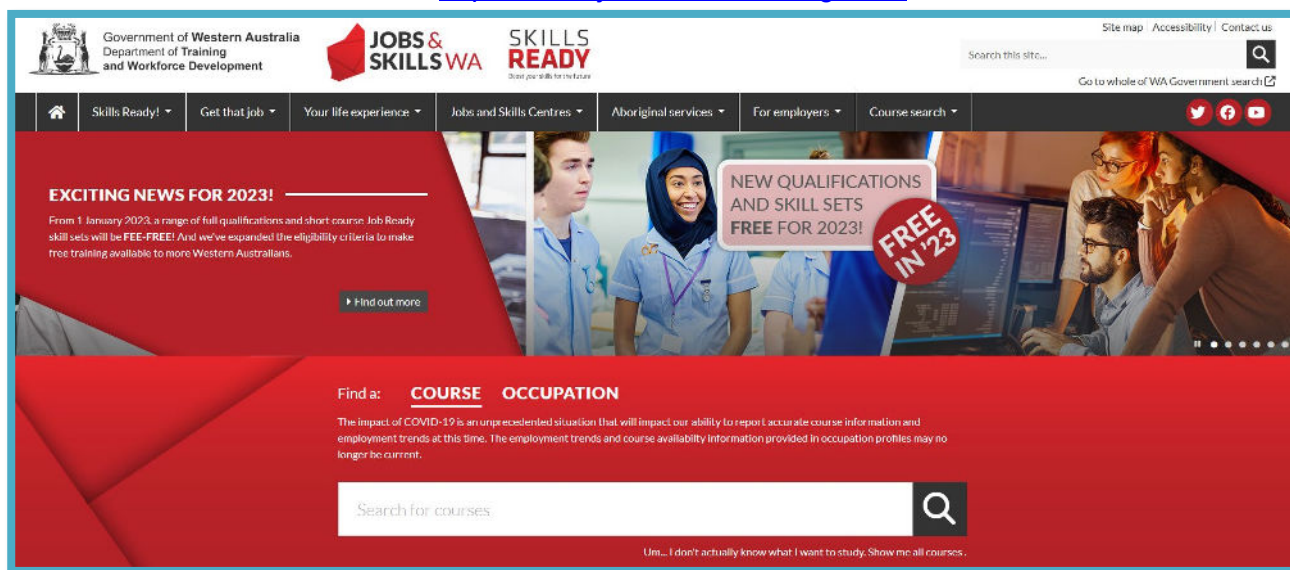 Government of Western Australia
Department of Training
and Workforce Development
JOBS &
SKILLS WA
SKILLS
READY
Boost your skills for the future
Site map | Accessibility | Contact us
Search this site...
Go to whole of WA Government search
Skills Ready!
Get that job
Your life experience
Jobs and Skills Centres
Aboriginal services
For employers
Course search
EXCITING NEWS FOR 2023!
From 1 January 2023, a range of full qualifications and short course Job Ready
skill sets will be FEE-FREE! And we've expanded the eligibility criteria to make
free training available to more Western Australians.
Find out more
NEW QUALIFICATIONS
AND SKILL SETS
FREE FOR 2023!
FREE
IN '23
Find a: COURSE OCCUPATION
The impact of COVID-19 is an unprecedented situation that will impact our ability to report accurate course information and
employment trends at this time. The employment trends and course availabilty information provided in occupation profiles may no
longer be current.
Search for courses
Um... I don't actually know what I want to study. Show me all courses.